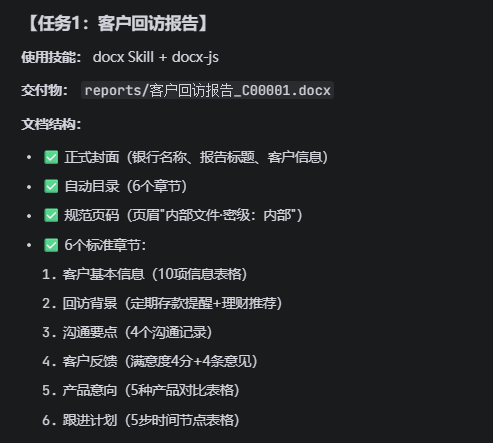 【任务1：客户回访报告】
使用技能： docx Skill + docx-js
交付物： reports/客户回访报告_C00001.docx
文档结构：
• ✅ 正式封面（银行名称、报告标题、客户信息）
• ✅ 自动目录（6个章节）
• ✅ 规范页码（页眉"内部文件·密级：内部"）
• ✅ 6个标准章节：
1. 客户基本信息（10项信息表格）
2. 回访背景（定期存款提醒+理财推荐）
3. 沟通要点（4个沟通记录）
4. 客户反馈（满意度4分+4条意见）
5. 产品意向（5种产品对比表格）
6. 跟进计划（5步时间节点表格）